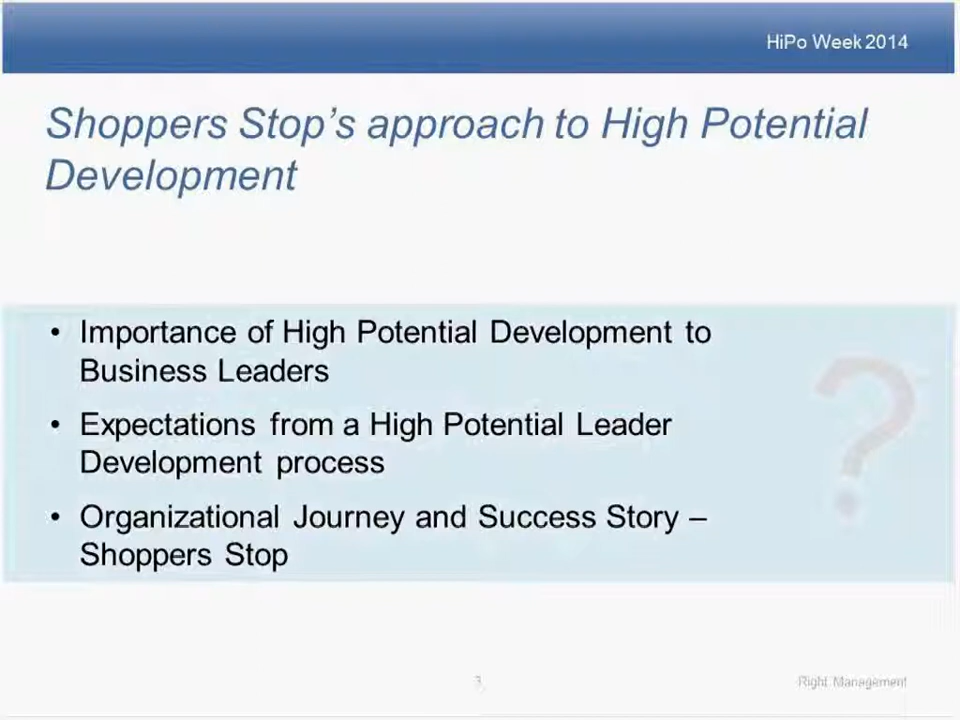 HiPo Week 2014
Shoppers Stop’s approach to High Potential
Development
• Importance of High Potential Development to
Business Leaders
• Expectations from a High Potential Leader
Development process
• Organizational Journey and Success Story –
Shoppers Stop
?
3
Right Management